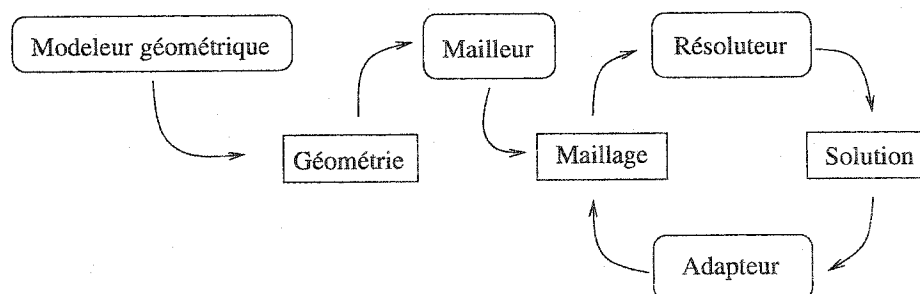 Modeleur géométrique
Mailleur
Résoluteur
Géométrie
Maillage
Solution
Adapteur